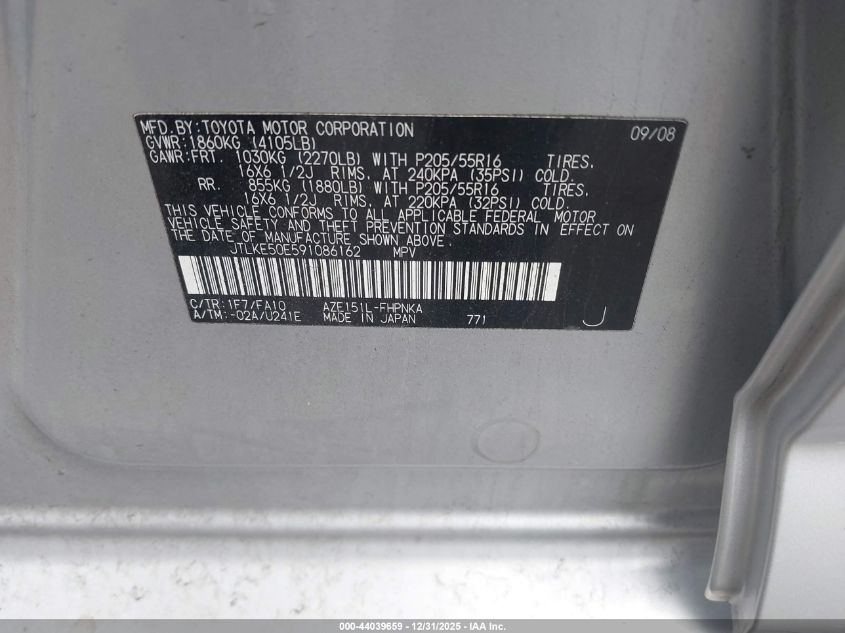 MFD.BY:TOYOTA MOTOR CORPORATION 09/08
GVWR:1860KG (4105LB)
GAWR:FRT. 1030KG (2270LB) WITH P205/55R16 TIRES,
16X6 1/2J RIMS, AT 240KPA (35PSI) COLD.
RR. 855KG (1880LB) WITH P205/55R16 TIRES,
16X6 1/2J RIMS, AT 220KPA (32PSI) COLD.
THIS VEHICLE CONFORMS TO ALL APPLICABLE FEDERAL MOTOR
VEHICLE SAFETY AND THEFT PREVENTION STANDARDS IN EFFECT ON
THE DATE OF MANUFACTURE SHOWN ABOVE.
JTLKE50E591086162 MPV
C/TR:1F7/FA10 AZE151L-FHPNKA
A/TM:-02A/U241E MADE IN JAPAN 771 J
000-44039659 - 12/31/2025 - IAA Inc.